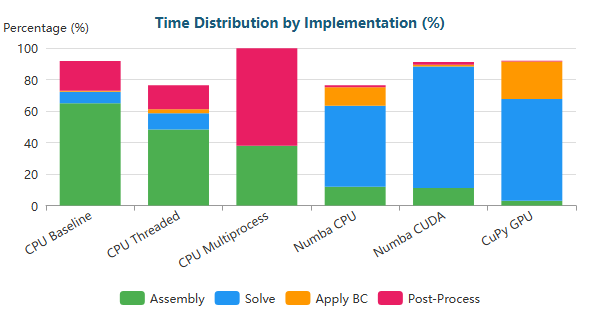 Time Distribution by Implementation (%)
Percentage (%)
100
80
60
40
20
0
CPU Baseline
CPU Threaded
CPU Multiprocess
Numba CPU
Numba CUDA
CuPy GPU
Assembly Solve Apply BC Post-Process